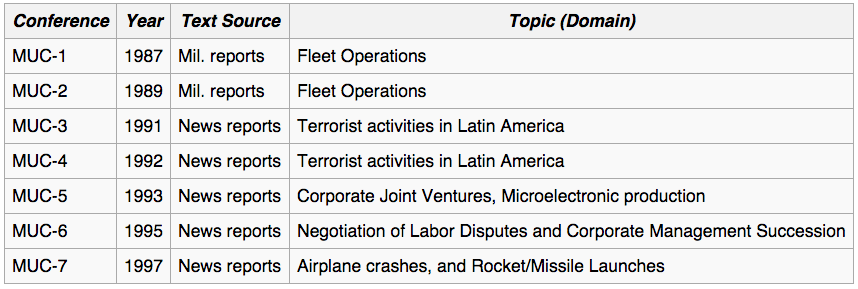 Conference Year Text Source Topic (Domain)
MUC-1 1987 Mil. reports Fleet Operations
MUC-2 1989 Mil. reports Fleet Operations
MUC-3 1991 News reports Terrorist activities in Latin America
MUC-4 1992 News reports Terrorist activities in Latin America
MUC-5 1993 News reports Corporate Joint Ventures, Microelectronic production
MUC-6 1995 News reports Negotiation of Labor Disputes and Corporate Management Succession
MUC-7 1997 News reports Airplane crashes, and Rocket/Missile Launches